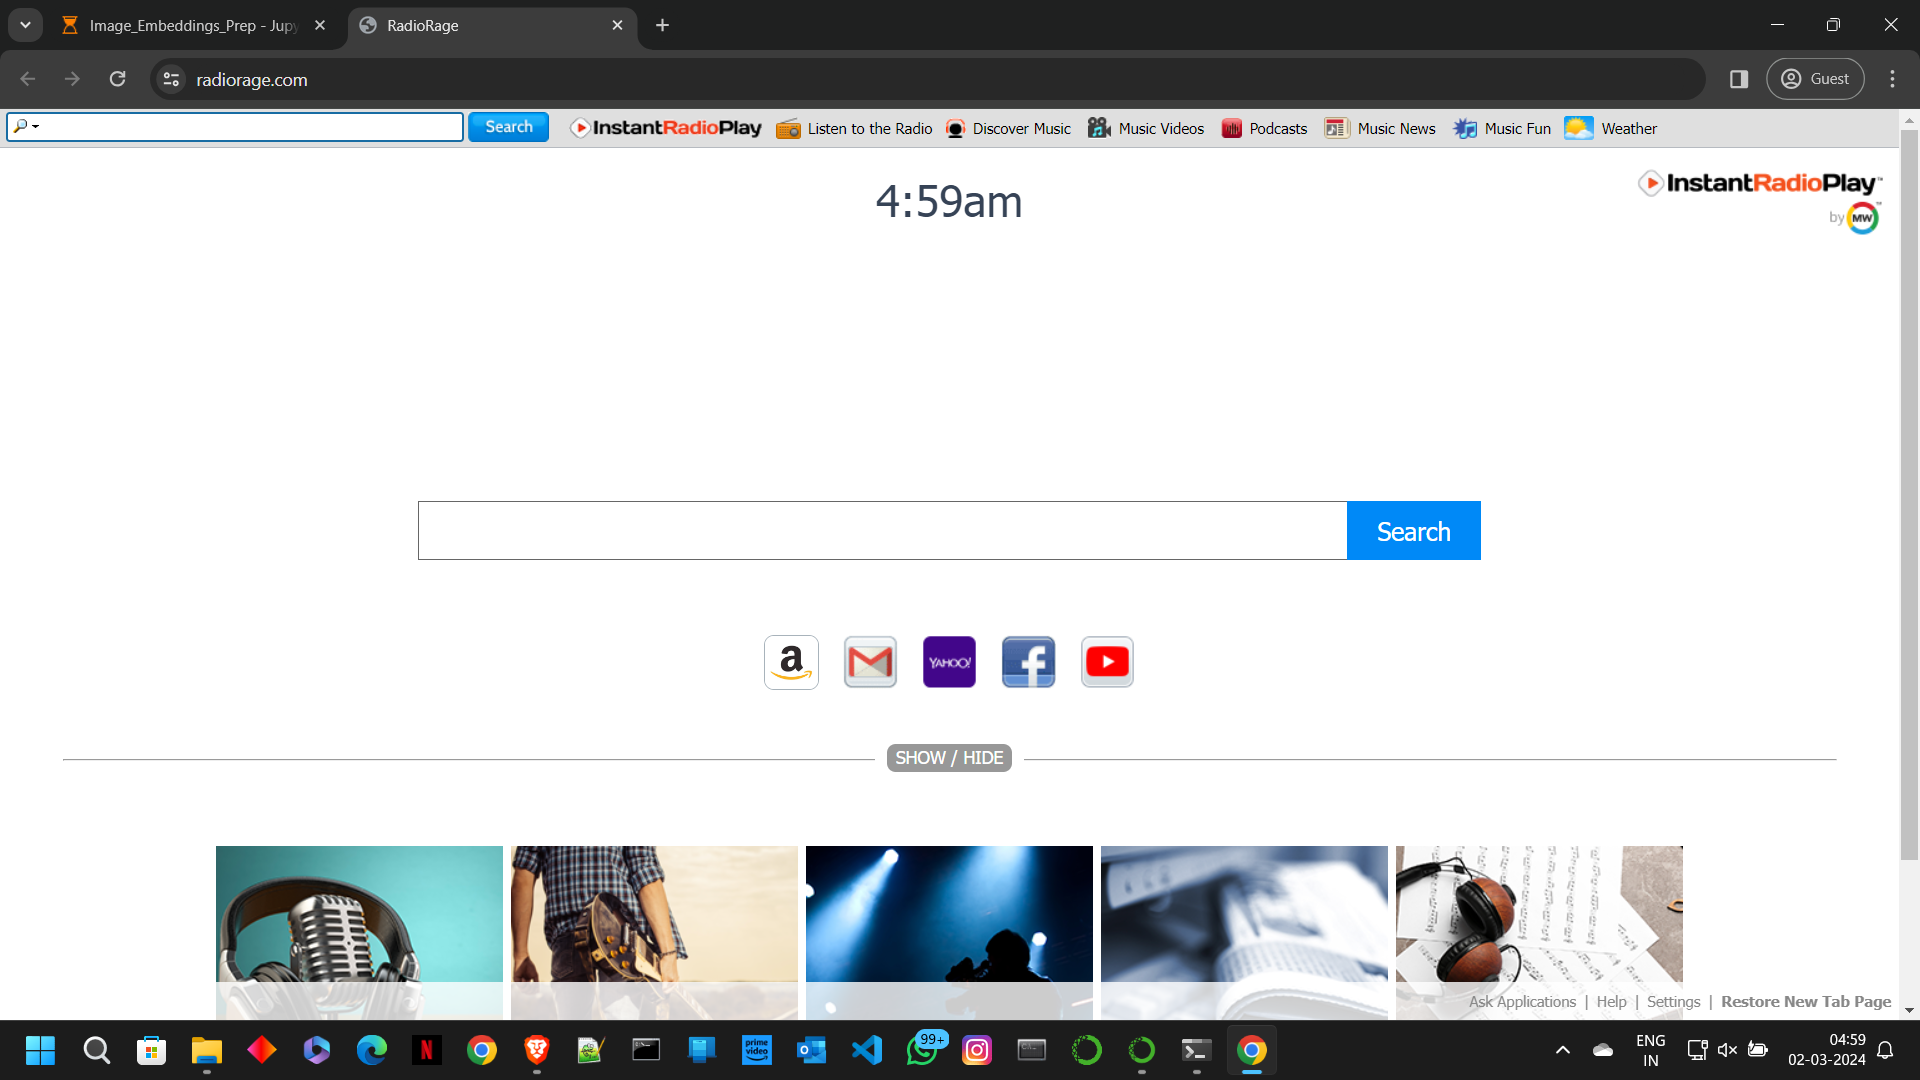 Image_Embeddings_Prep - Jupy
RadioRage
radiorage.com
Guest
Search
InstantRadioPlay
Listen to the Radio
Discover Music
Music Videos
Podcasts
Music News
Music Fun
Weather
4:59am
InstantRadioPlay™
by MW™
Search
a
YAHOO!
f
SHOW / HIDE
Ask Applications | Help | Settings | Restore New Tab Page
N
prime video
99+
ENG
IN
04:59
02-03-2024